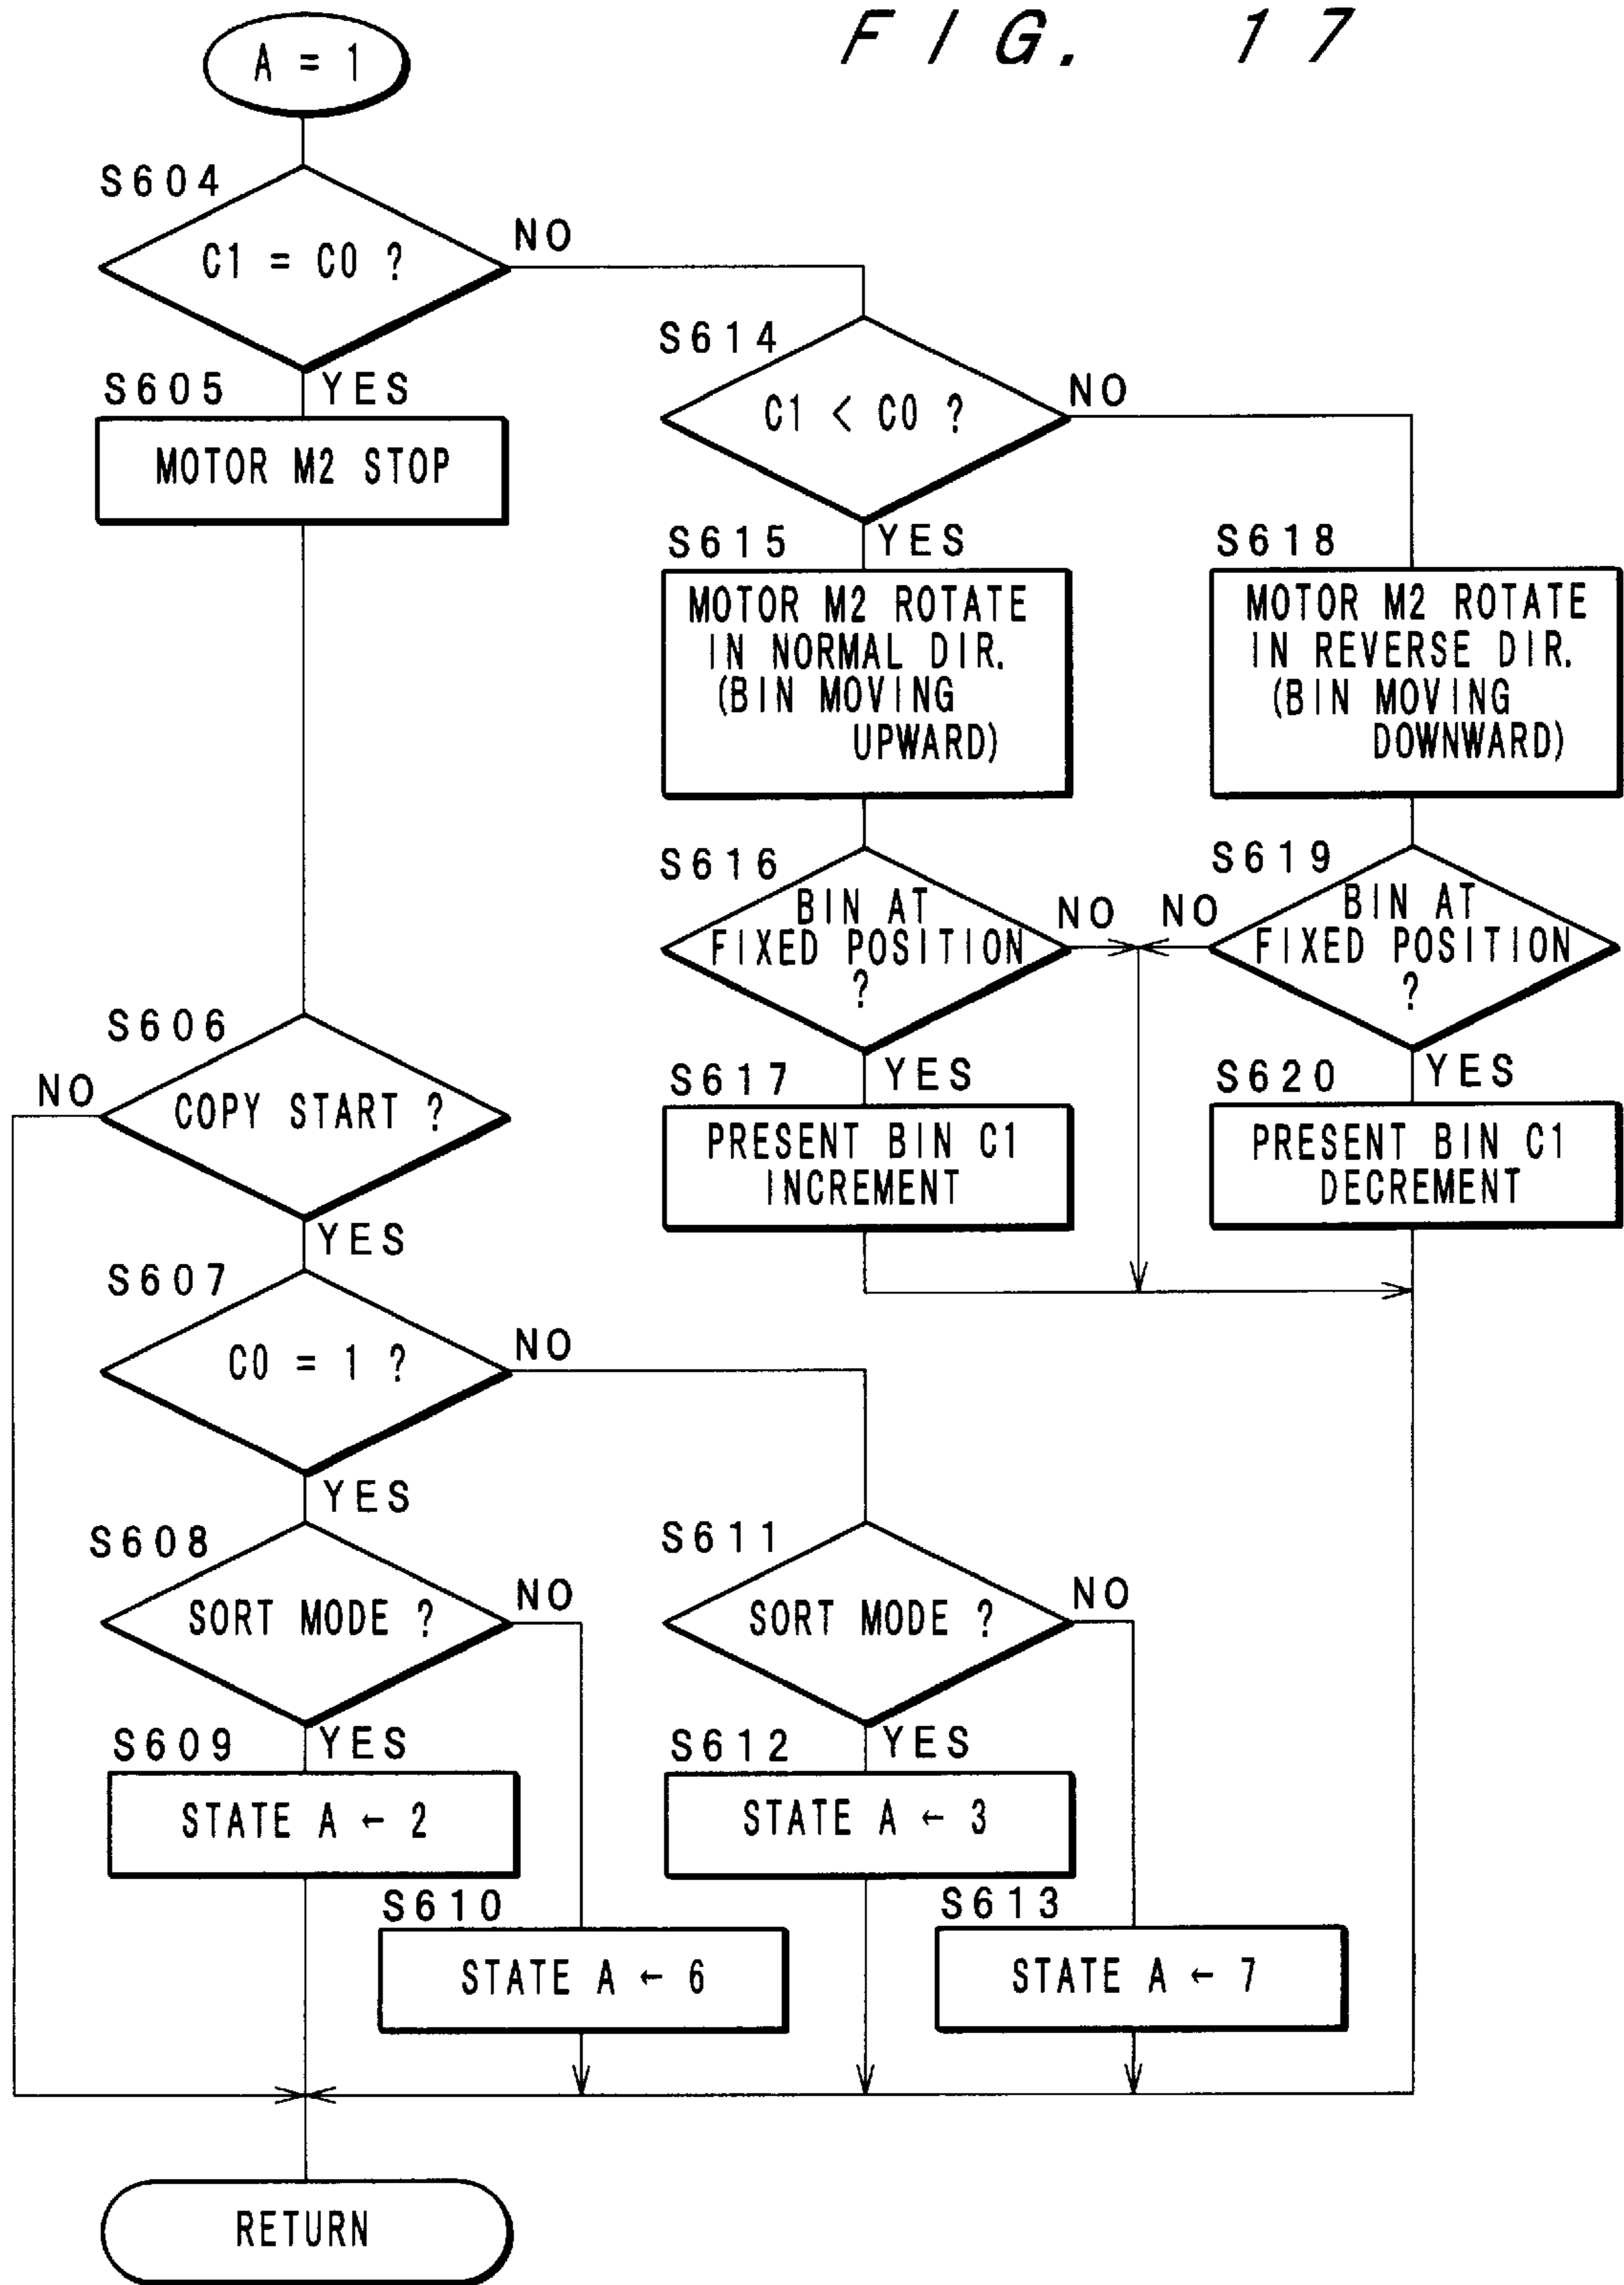 FIG. 17
A = 1
S604
C1 = C0 ?
NO
S605
YES
MOTOR M2 STOP
S614
C1 < C0 ?
NO
S615
YES
MOTOR M2 ROTATE
IN NORMAL DIR.
(BIN MOVING
UPWARD)
S618
MOTOR M2 ROTATE
IN REVERSE DIR.
(BIN MOVING
DOWNWARD)
S616
BIN AT
FIXED POSITION
?
NO
NO
S619
BIN AT
FIXED POSITION
?
S617
YES
PRESENT BIN C1
INCREMENT
S620
YES
PRESENT BIN C1
DECREMENT
S606
NO
COPY START ?
YES
S607
C0 = 1 ?
NO
YES
S608
SORT MODE ?
NO
S611
SORT MODE ?
NO
S609
YES
STATE A ← 2
S612
YES
STATE A ← 3
S610
STATE A ← 6
S613
STATE A ← 7
RETURN